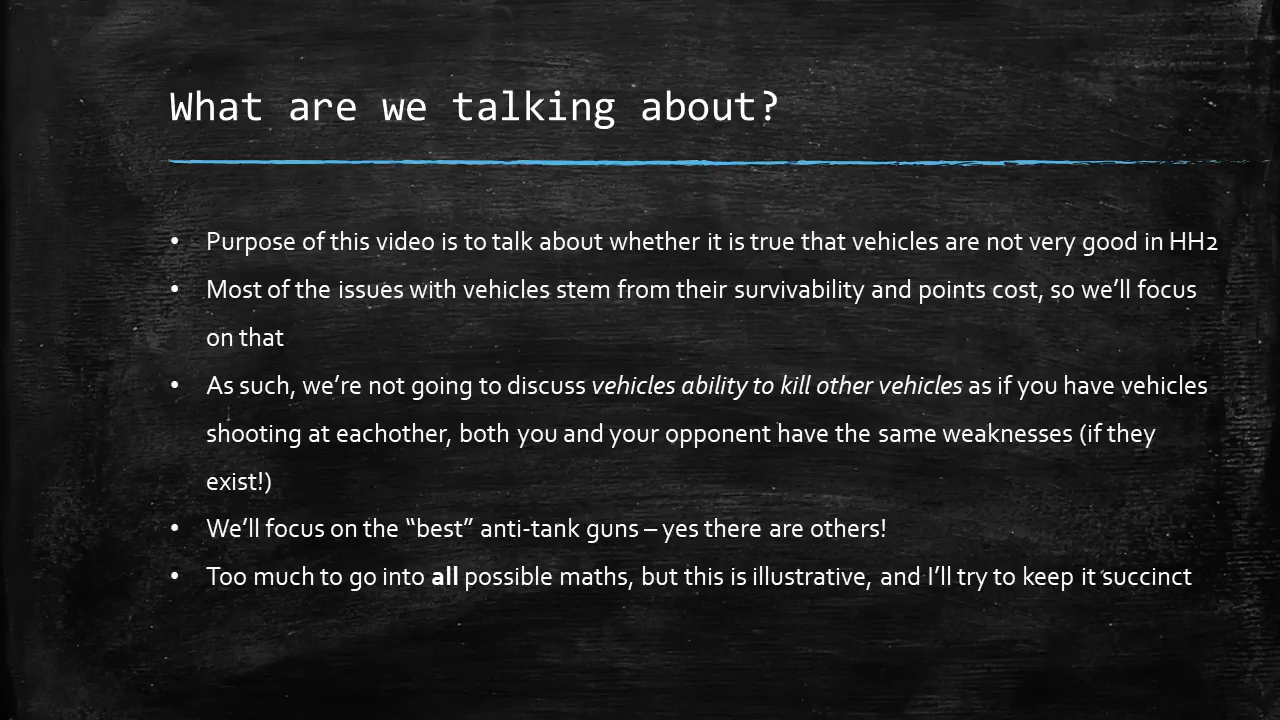 What are we talking about?
• Purpose of this video is to talk about whether it is true that vehicles are not very good in HH2
• Most of the issues with vehicles stem from their survivability and points cost, so we’ll focus
on that
• As such, we’re not going to discuss vehicles ability to kill other vehicles as if you have vehicles
shooting at eachother, both you and your opponent have the same weaknesses (if they
exist!)
• We’ll focus on the “best” anti-tank guns – yes there are others!
• Too much to go into all possible maths, but this is illustrative, and I’ll try to keep it succinct